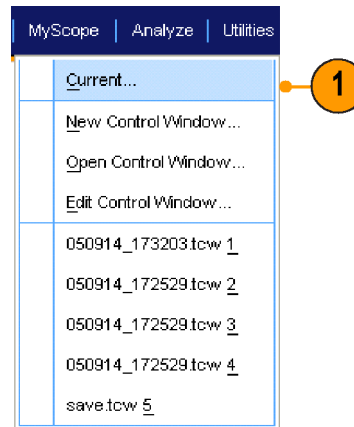 MyScope | Analyze | Utilities
Current...
1
New Control Window...
Open Control Window...
Edit Control Window...
050914_173203.tcw 1
050914_172529.tcw 2
050914_172529.tcw 3
050914_172529.tcw 4
save.tcw 5